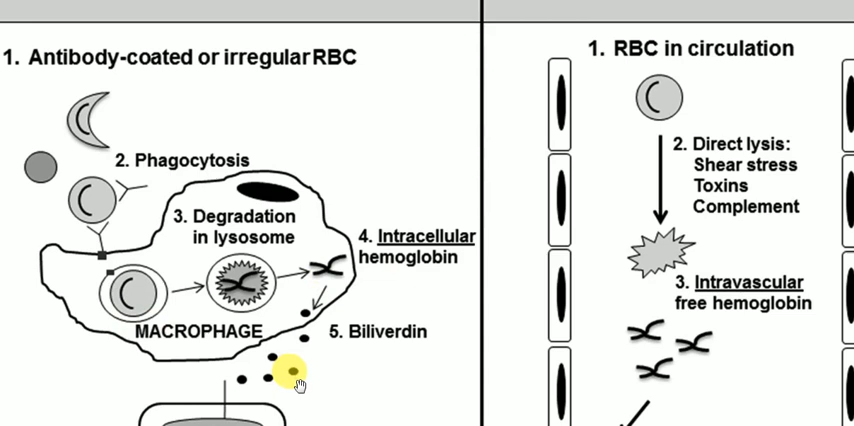 1. Antibody-coated or irregular RBC
2. Phagocytosis
3. Degradation
in lysosome
4. Intracellular
hemoglobin
MACROPHAGE
5. Biliverdin
1. RBC in circulation
2. Direct lysis:
Shear stress
Toxins
Complement
3. Intravascular
free hemoglobin